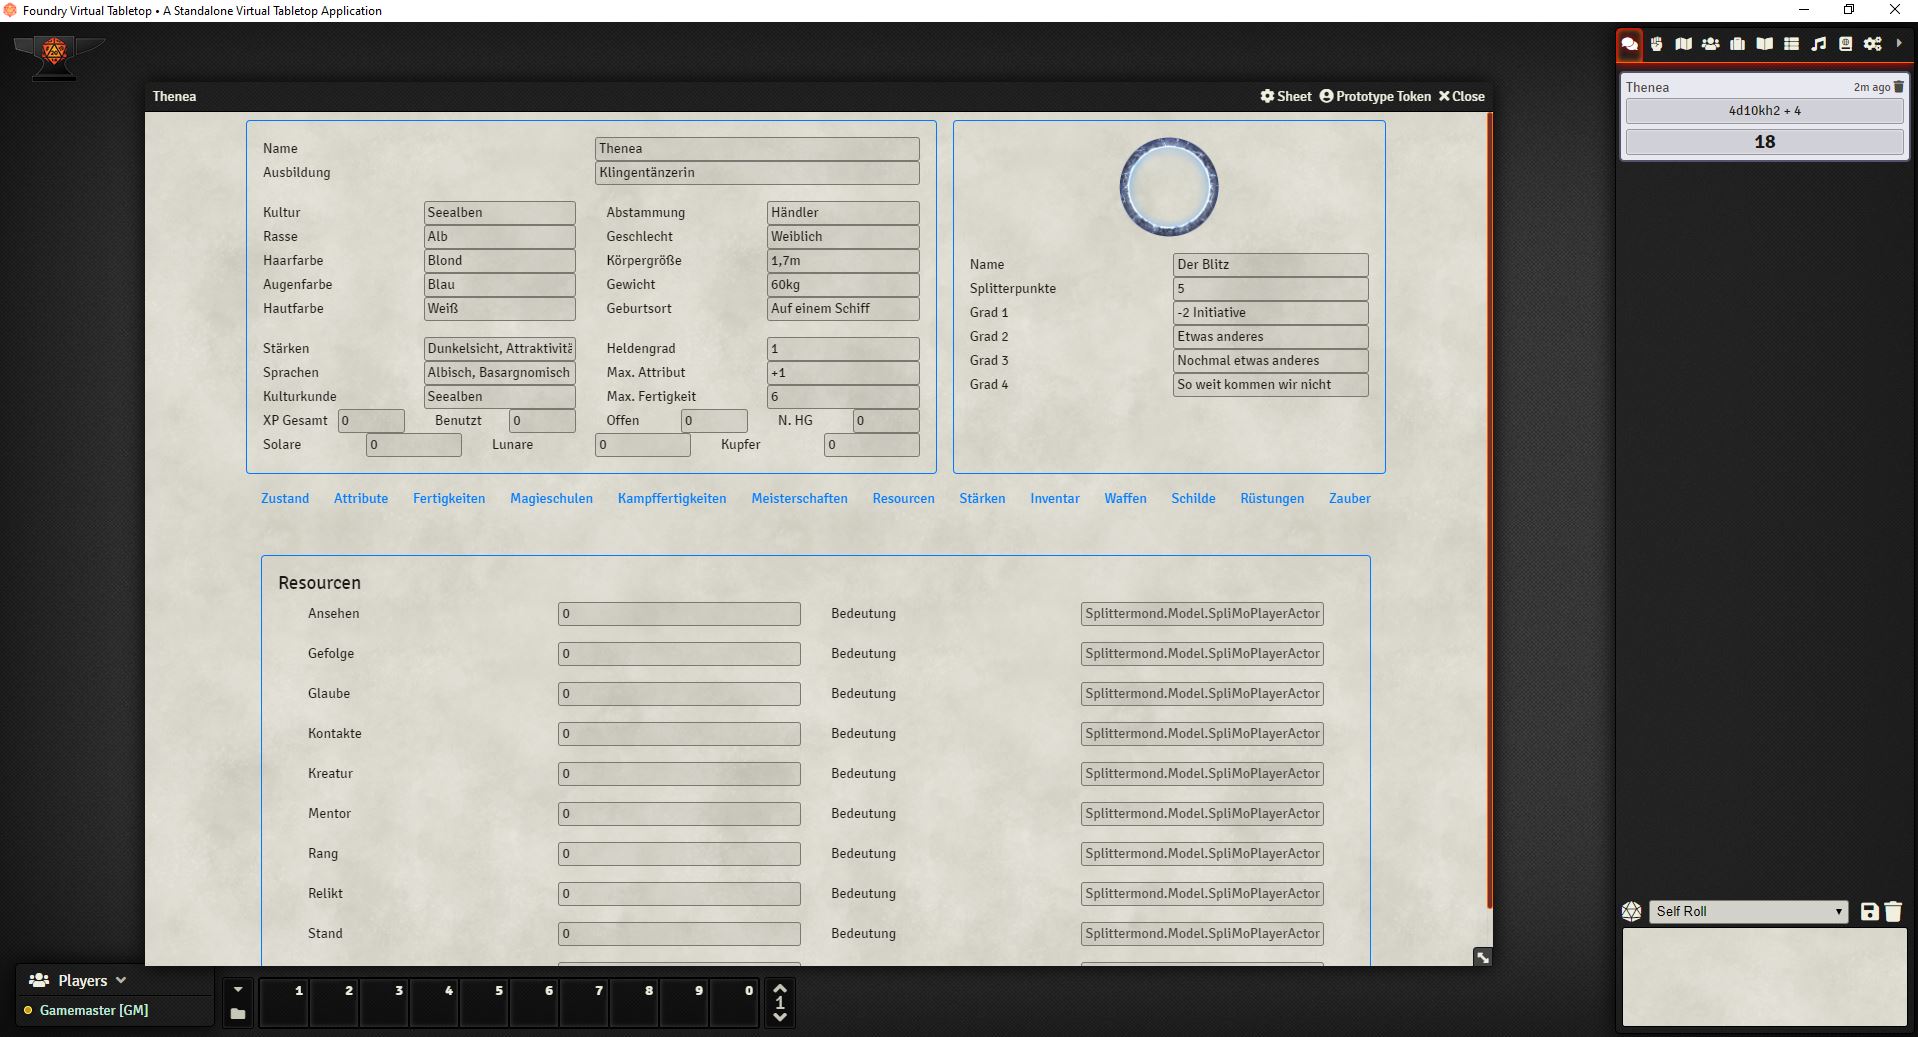 Foundry Virtual Tabletop • A Standalone Virtual Tabletop Application
Thenea
Sheet Prototype Token Close
Name Thenea
Ausbildung Klingentänzerin
Kultur Seealben Abstammung Händler
Rasse Alb Geschlecht Weiblich
Haarfarbe Blond Körpergröße 1,7m
Augenfarbe Blau Gewicht 60kg
Hautfarbe Weiß Geburtsort Auf einem Schiff
Stärken Dunkelsicht, Attraktivitä Heldengrad 1
Sprachen Albisch, Basargnomisch Max. Attribut +1
Kulturkunde Seealben Max. Fertigkeit 6
XP Gesamt 0 Benutzt 0 Offen 0 N. HG 0
Solare 0 Lunare 0 Kupfer 0
Name Der Blitz
Splitterpunkte 5
Grad 1 -2 Initiative
Grad 2 Etwas anderes
Grad 3 Nochmal etwas anderes
Grad 4 So weit kommen wir nicht
Zustand Attribute Fertigkeiten Magieschulen Kampffertigkeiten Meisterschaften Resourcen Stärken Inventar Waffen Schilde Rüstungen Zauber
Resourcen
Ansehen 0 Bedeutung Splittermond.Model.SpliMoPlayerActor
Gefolge 0 Bedeutung Splittermond.Model.SpliMoPlayerActor
Glaube 0 Bedeutung Splittermond.Model.SpliMoPlayerActor
Kontakte 0 Bedeutung Splittermond.Model.SpliMoPlayerActor
Kreatur 0 Bedeutung Splittermond.Model.SpliMoPlayerActor
Mentor 0 Bedeutung Splittermond.Model.SpliMoPlayerActor
Rang 0 Bedeutung Splittermond.Model.SpliMoPlayerActor
Relikt 0 Bedeutung Splittermond.Model.SpliMoPlayerActor
Stand 0 Bedeutung Splittermond.Model.SpliMoPlayerActor
Thenea 2m ago
4d10kh2 + 4
18
Self Roll
Players
Gamemaster [GM]
1 2 3 4 5 6 7 8 9 0 1